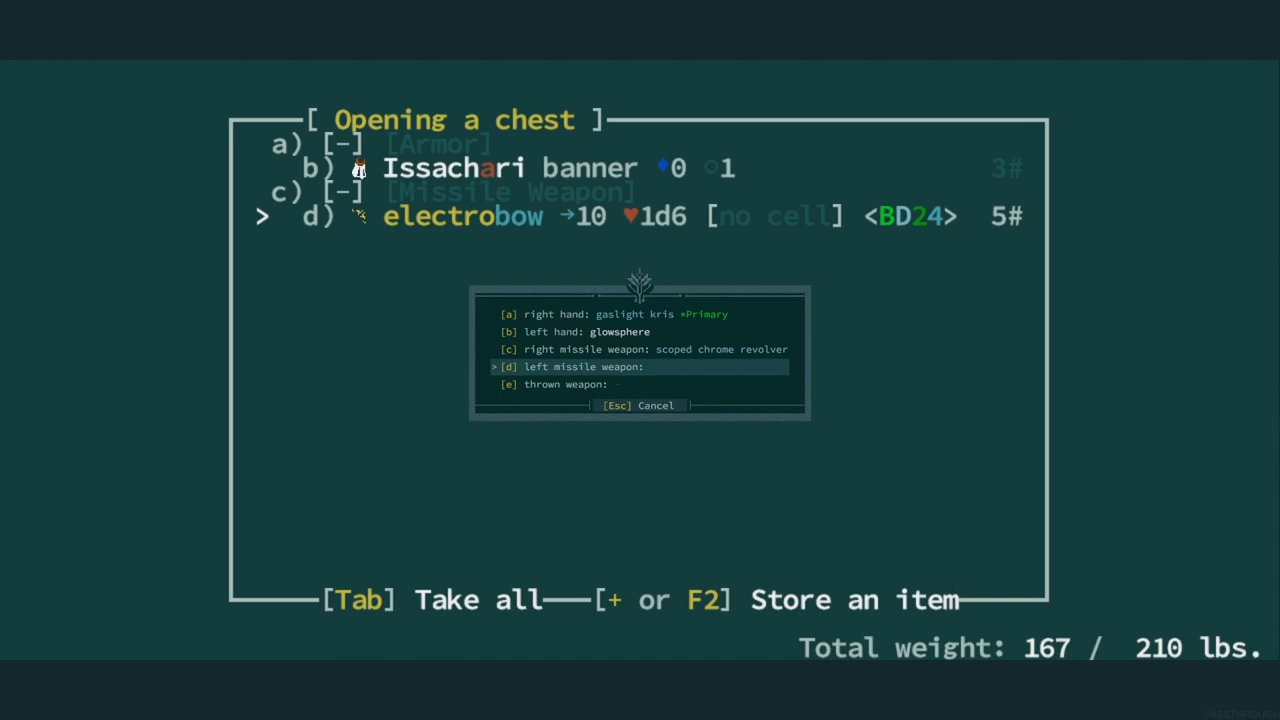 [ Opening a chest ]
a) [-] [Armor]
b) Issachari banner ♦0 ○1 3#
c) [-] [Missile Weapon]
> d) electrobow →10 ♥1d6 [no cell] <BD24> 5#
[a] right hand: gaslight kris *Primary
[b] left hand: glowsphere
[c] right missile weapon: scoped chrome revolver
> [d] left missile weapon:
[e] thrown weapon: -
[Esc] Cancel
[Tab] Take all [+ or F2] Store an item
Total weight: 167 / 210 lbs.